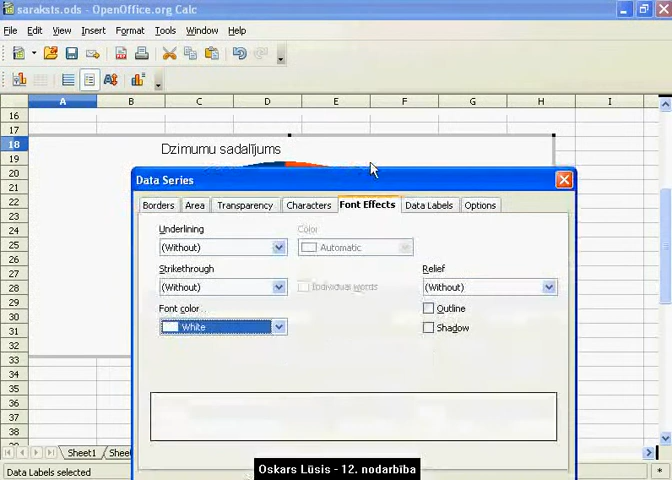 saraksts.ods - OpenOffice.org Calc
File Edit View Insert Format Tools Window Help
A B C D E F G H I
16
17
18
19
20
21
22
23
24
25
26
27
28
29
30
31
32
33
34
35
36
37
38
Dzimumu sadalījums
Data Series
Borders Area Transparency Characters Font Effects Data Labels Options
Underlining Color
(Without) Automatic
Strikethrough Relief
(Without) Individual words (Without)
Font color Outline
White Shadow
Sheet1
Data Labels selected *
Oskars Lūsis - 12. nodarbība